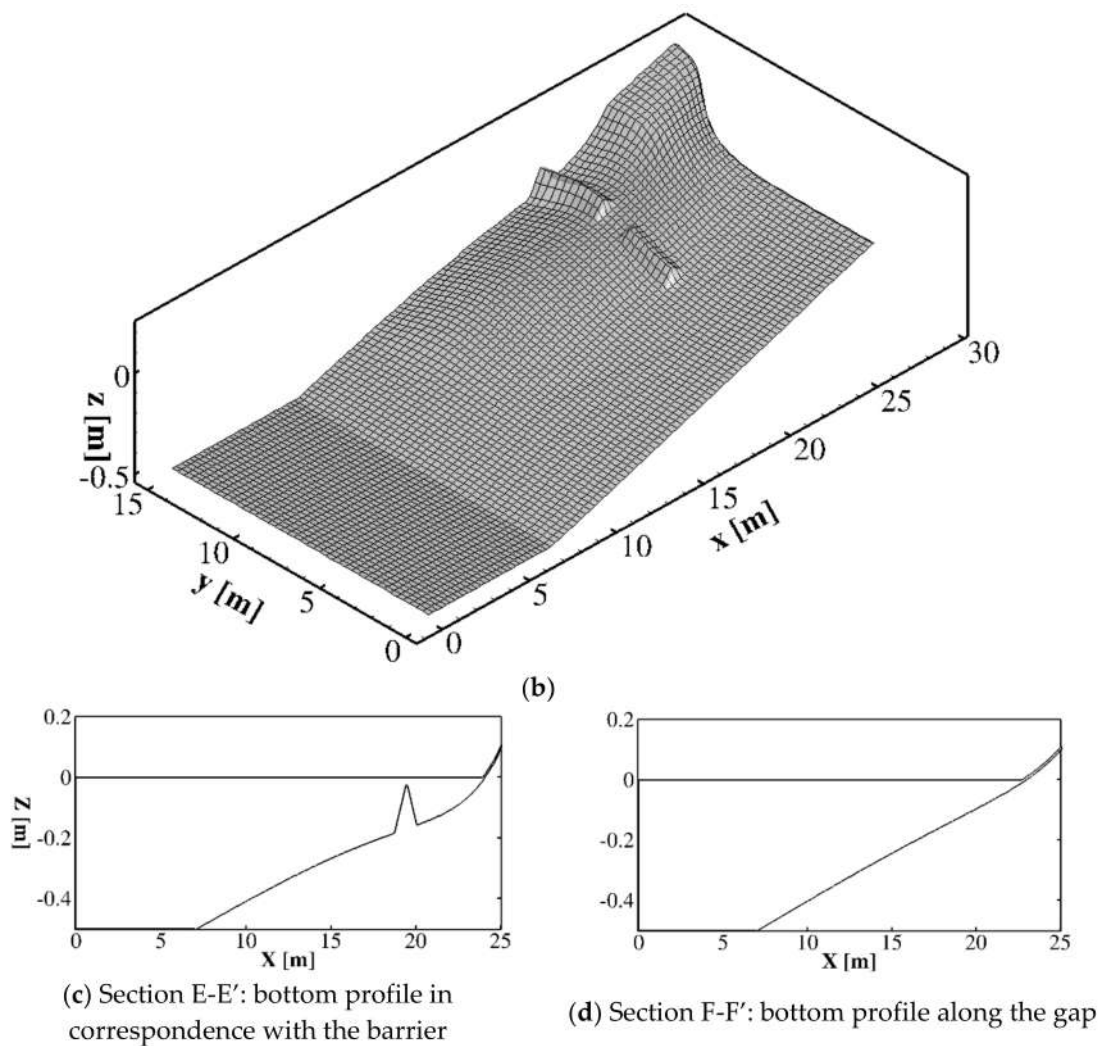 0
z [m]
-0.5
15
10
y [m]
5
0
0
5
10
15
x [m]
20
25
30
(b)
0.2
0
Z [m]
-0.2
-0.4
0 5 10 15 20 25
X [m]
(c) Section E-E’: bottom profile in
correspondence with the barrier
0.2
0
-0.2
-0.4
0 5 10 15 20 25
X [m]
(d) Section F-F’: bottom profile along the gap